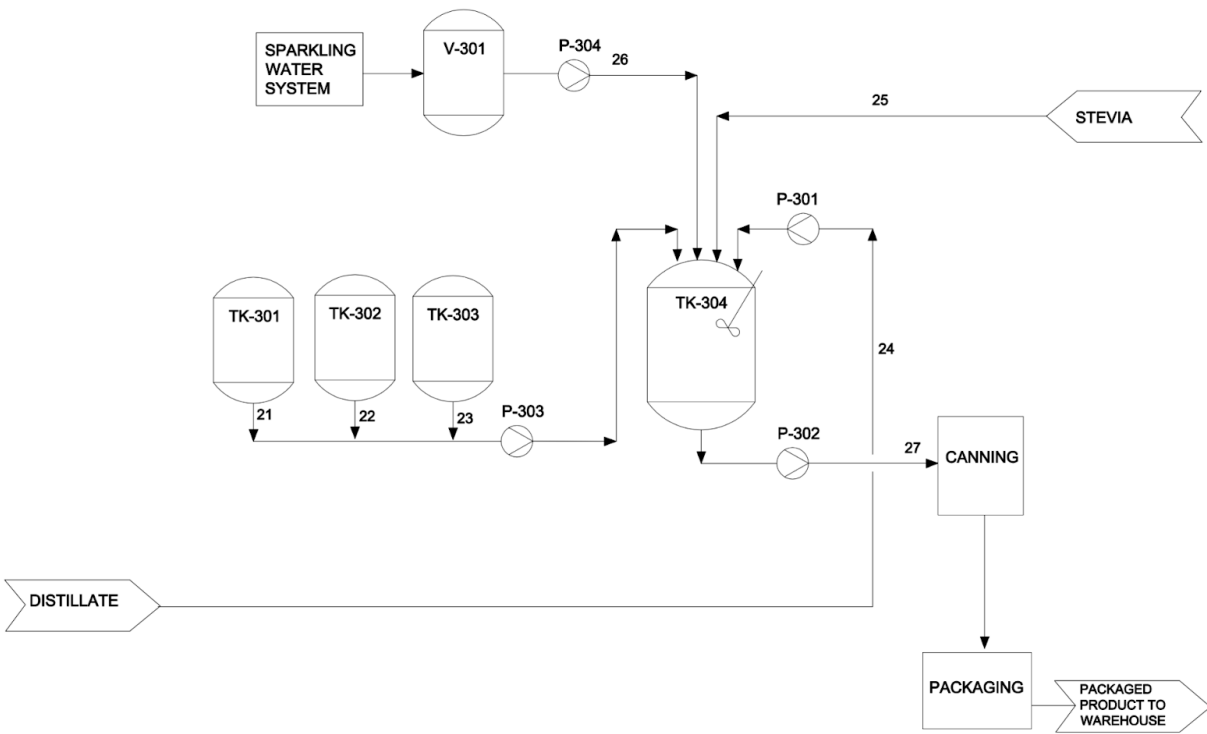 SPARKLING
WATER
SYSTEM
V-301
P-304
26
25
STEVIA
P-301
TK-301
TK-302
TK-303
TK-304
24
21
22
23
P-303
P-302
27
CANNING
DISTILLATE
PACKAGING
PACKAGED
PRODUCT TO
WAREHOUSE